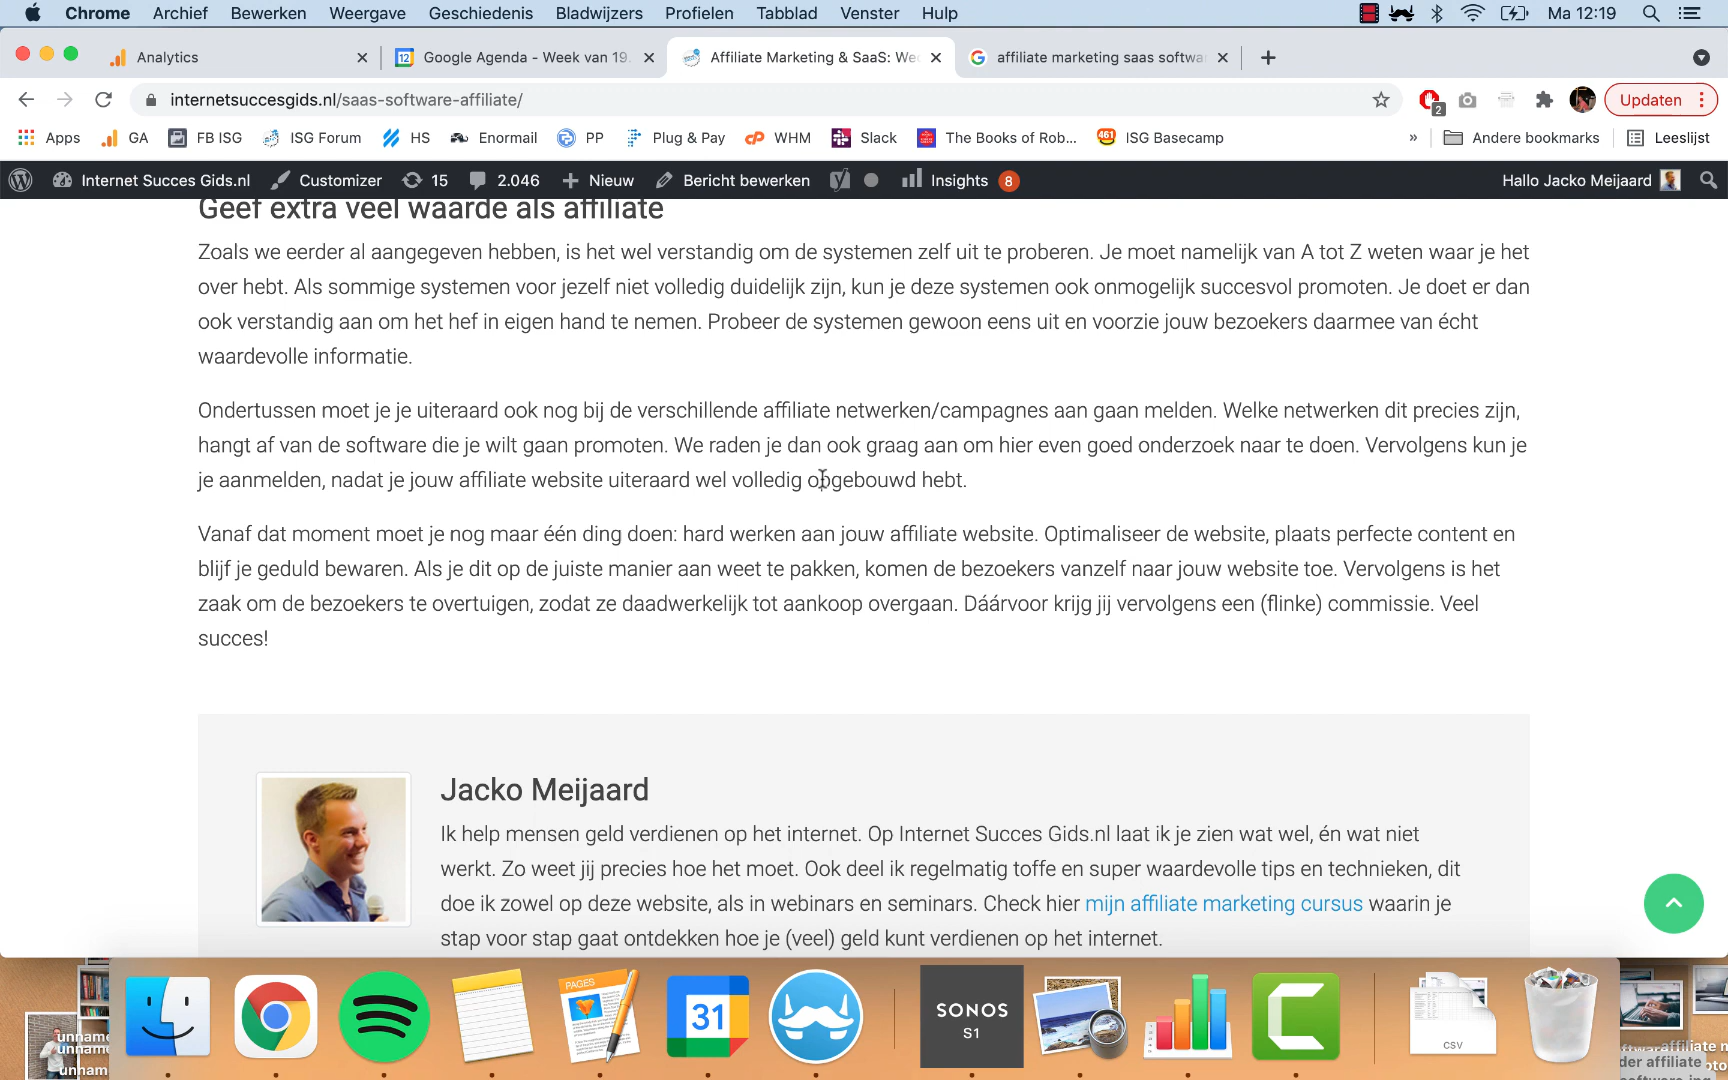 Chrome Archief Bewerken Weergave Geschiedenis Bladwijzers Profielen Tabblad Venster Hulp Ma 12:19
Analytics Google Agenda - Week van 19. Affiliate Marketing & SaaS: We affiliate marketing saas softwa
internetsuccesgids.nl/saas-software-affiliate/ 2 Updaten
Apps GA FB ISG ISG Forum HS Enormail PP Plug & Pay WHM Slack The Books of Rob... 461 ISG Basecamp » Andere bookmarks Leeslijst
Internet Succes Gids.nl Customizer 15 2.046 Nieuw Bericht bewerken Insights 8 Hallo Jacko Meijaard
Geef extra veel waarde als affiliate
Zoals we eerder al aangegeven hebben, is het wel verstandig om de systemen zelf uit te proberen. Je moet namelijk van A tot Z weten waar je het
over hebt. Als sommige systemen voor jezelf niet volledig duidelijk zijn, kun je deze systemen ook onmogelijk succesvol promoten. Je doet er dan
ook verstandig aan om het hef in eigen hand te nemen. Probeer de systemen gewoon eens uit en voorzie jouw bezoekers daarmee van écht
waardevolle informatie.
Ondertussen moet je je uiteraard ook nog bij de verschillende affiliate netwerken/campagnes aan gaan melden. Welke netwerken dit precies zijn,
hangt af van de software die je wilt gaan promoten. We raden je dan ook graag aan om hier even goed onderzoek naar te doen. Vervolgens kun je
je aanmelden, nadat je jouw affiliate website uiteraard wel volledig opgebouwd hebt.
Vanaf dat moment moet je nog maar één ding doen: hard werken aan jouw affiliate website. Optimaliseer de website, plaats perfecte content en
blijf je geduld bewaren. Als je dit op de juiste manier aan weet te pakken, komen de bezoekers vanzelf naar jouw website toe. Vervolgens is het
zaak om de bezoekers te overtuigen, zodat ze daadwerkelijk tot aankoop overgaan. Dáárvoor krijg jij vervolgens een (flinke) commissie. Veel
succes!
Jacko Meijaard
Ik help mensen geld verdienen op het internet. Op Internet Succes Gids.nl laat ik je zien wat wel, én wat niet
werkt. Zo weet jij precies hoe het moet. Ook deel ik regelmatig toffe en super waardevolle tips en technieken, dit
doe ik zowel op deze website, als in webinars en seminars. Check hier mijn affiliate marketing cursus waarin je
stap voor stap gaat ontdekken hoe je (veel) geld kunt verdienen op het internet.
PAGES
31
SONOS
S1
CSV
unname
unname
unnam
affiliate n
der affiliate